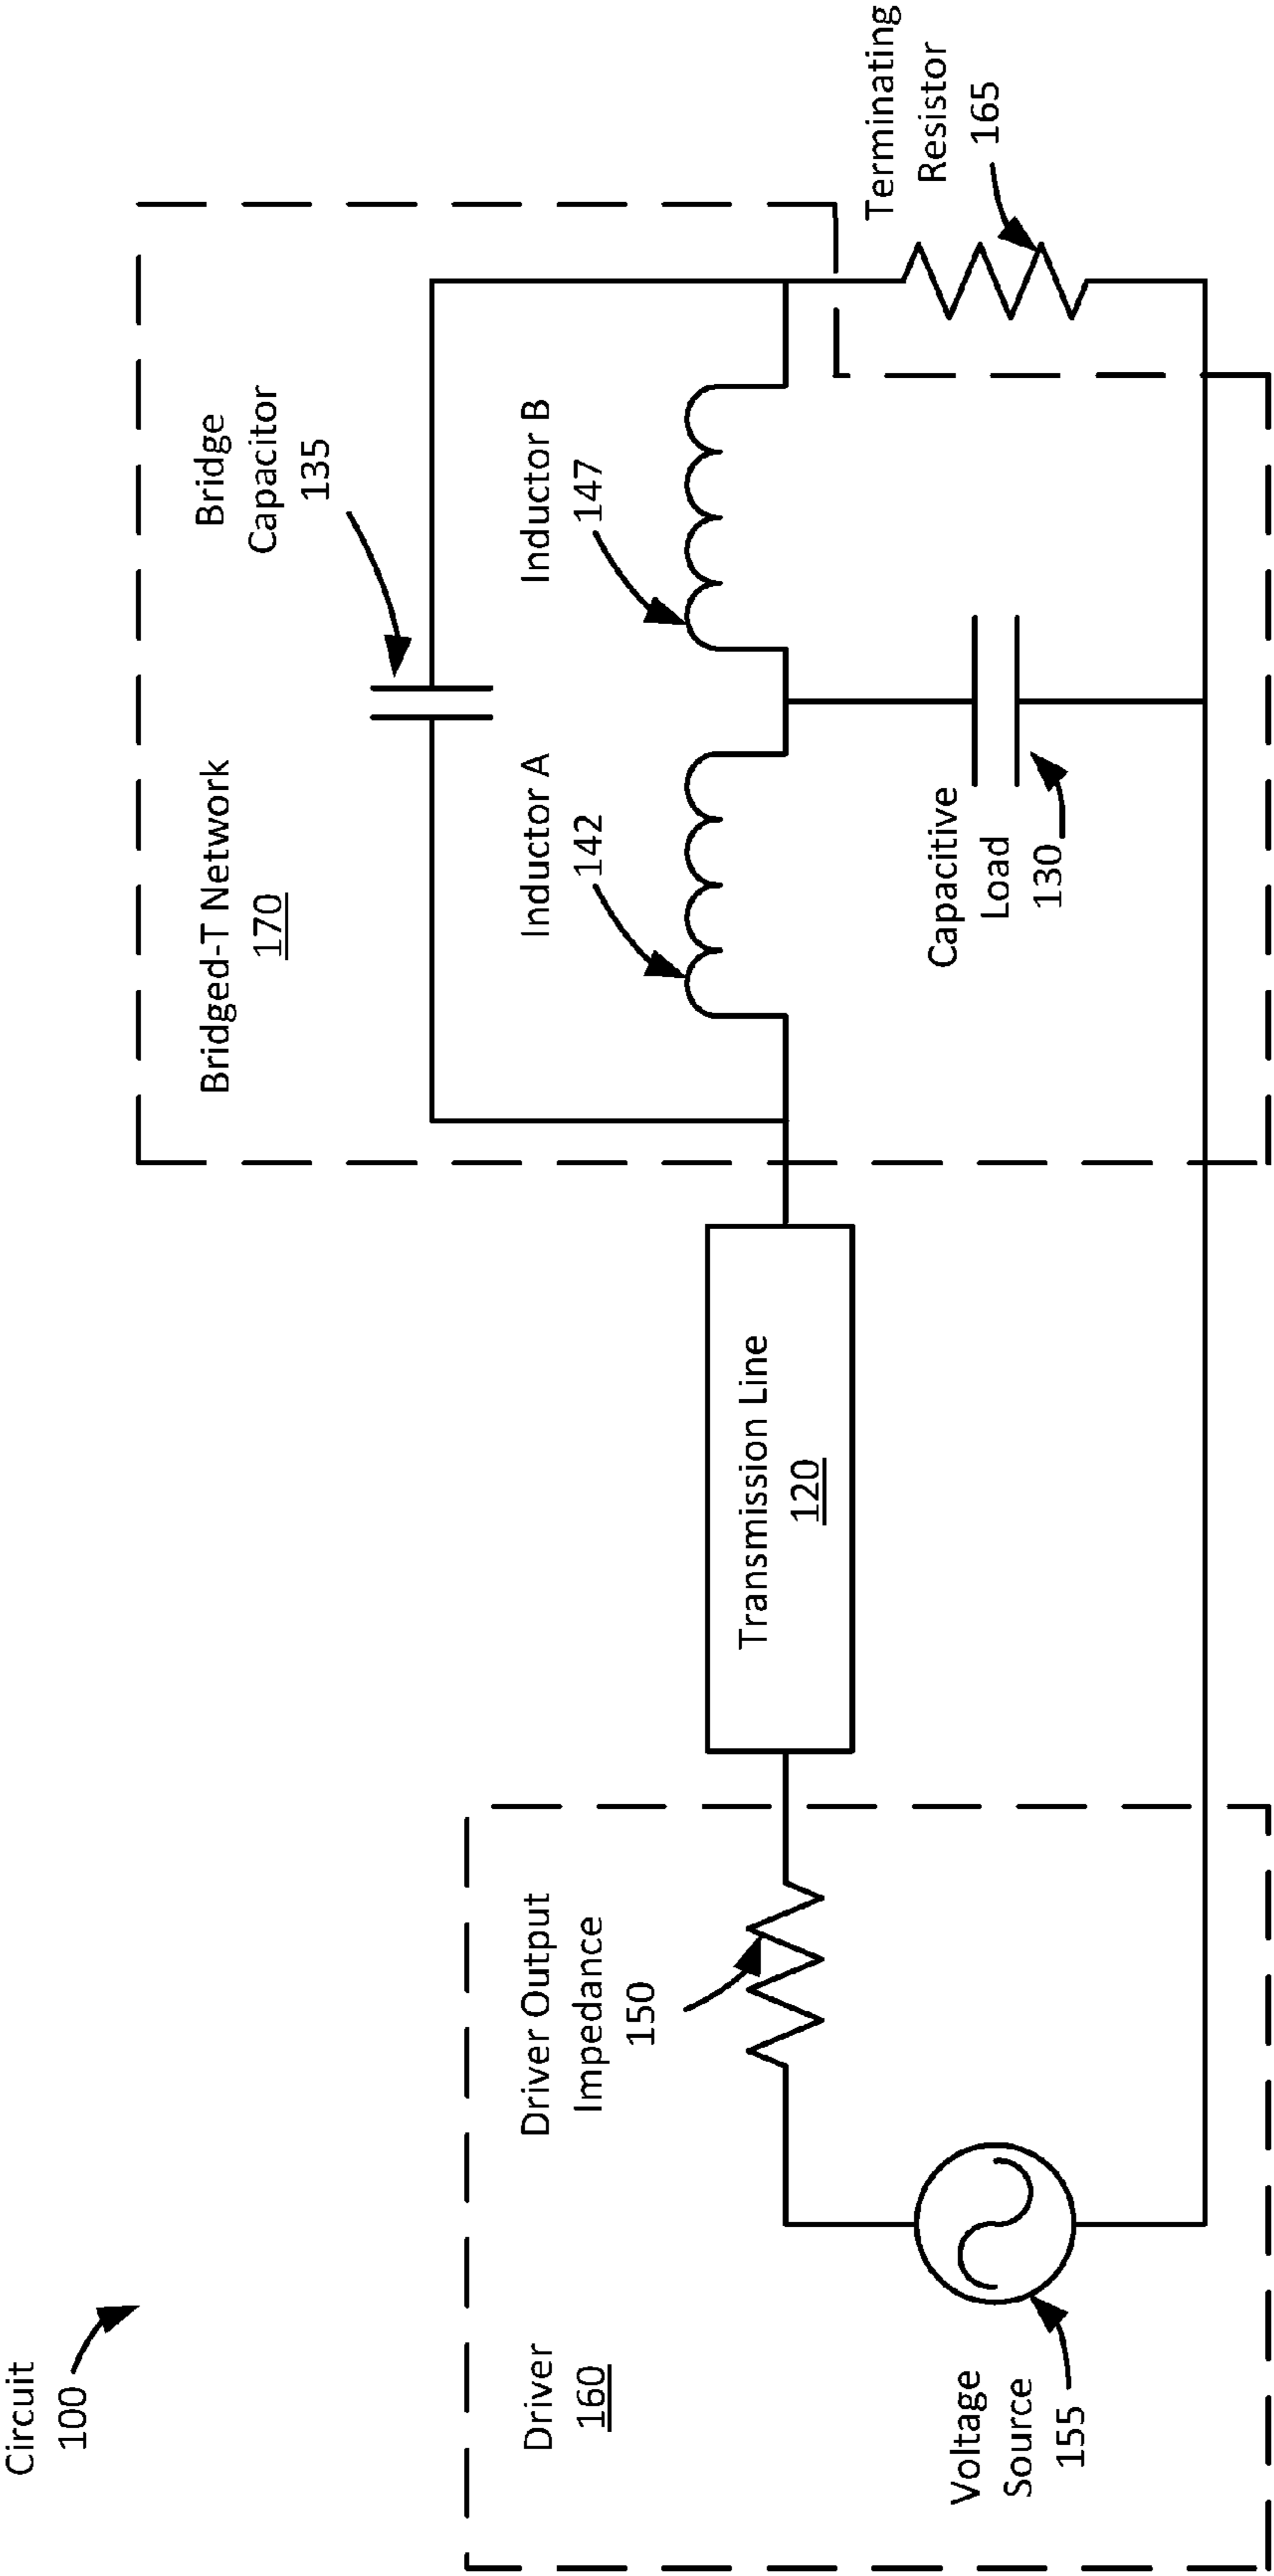 Circuit
100
Bridged-T Network
170
Bridge
Capacitor
135
Driver
160
Driver Output
Impedance
150
Transmission Line
120
Inductor A
142
Inductor B
147
Voltage
Source
155
Capacitive
Load
130
Terminating
Resistor
165